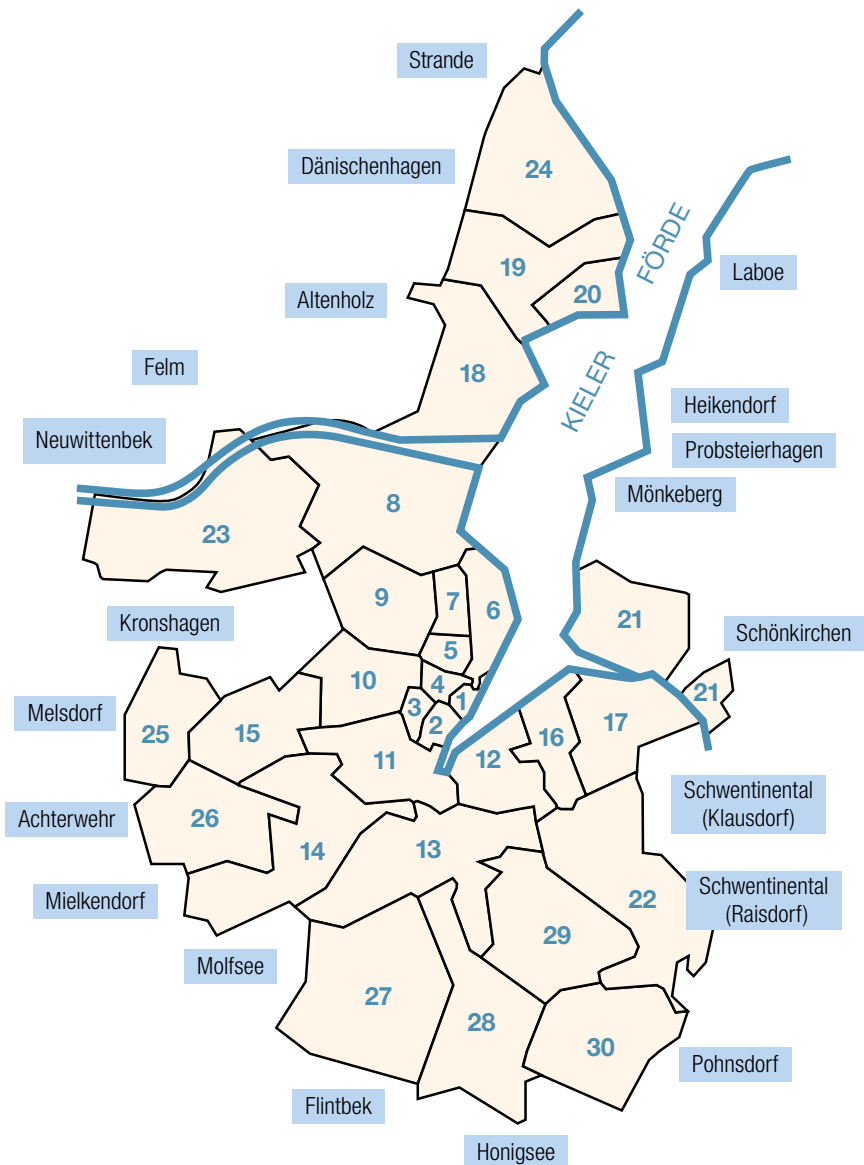 Strande
Dänischenhagen
24
FÖRDE
Laboe
19
20
Altenholz
KIELER
18
Felm
Heikendorf
Neuwittenbek
Probsteierhagen
Mönkeberg
8
23
9
7
6
Kronshagen
21
Schönkirchen
5
10
4
1
21
3
2
Melsdorf
25
15
11
12
16
17
Schwentinental
(Klausdorf)
Achterwehr
26
14
13
Mielkendorf
22
Schwentinental
(Raisdorf)
29
Molfsee
27
28
30
Pohnsdorf
Flintbek
Honigsee